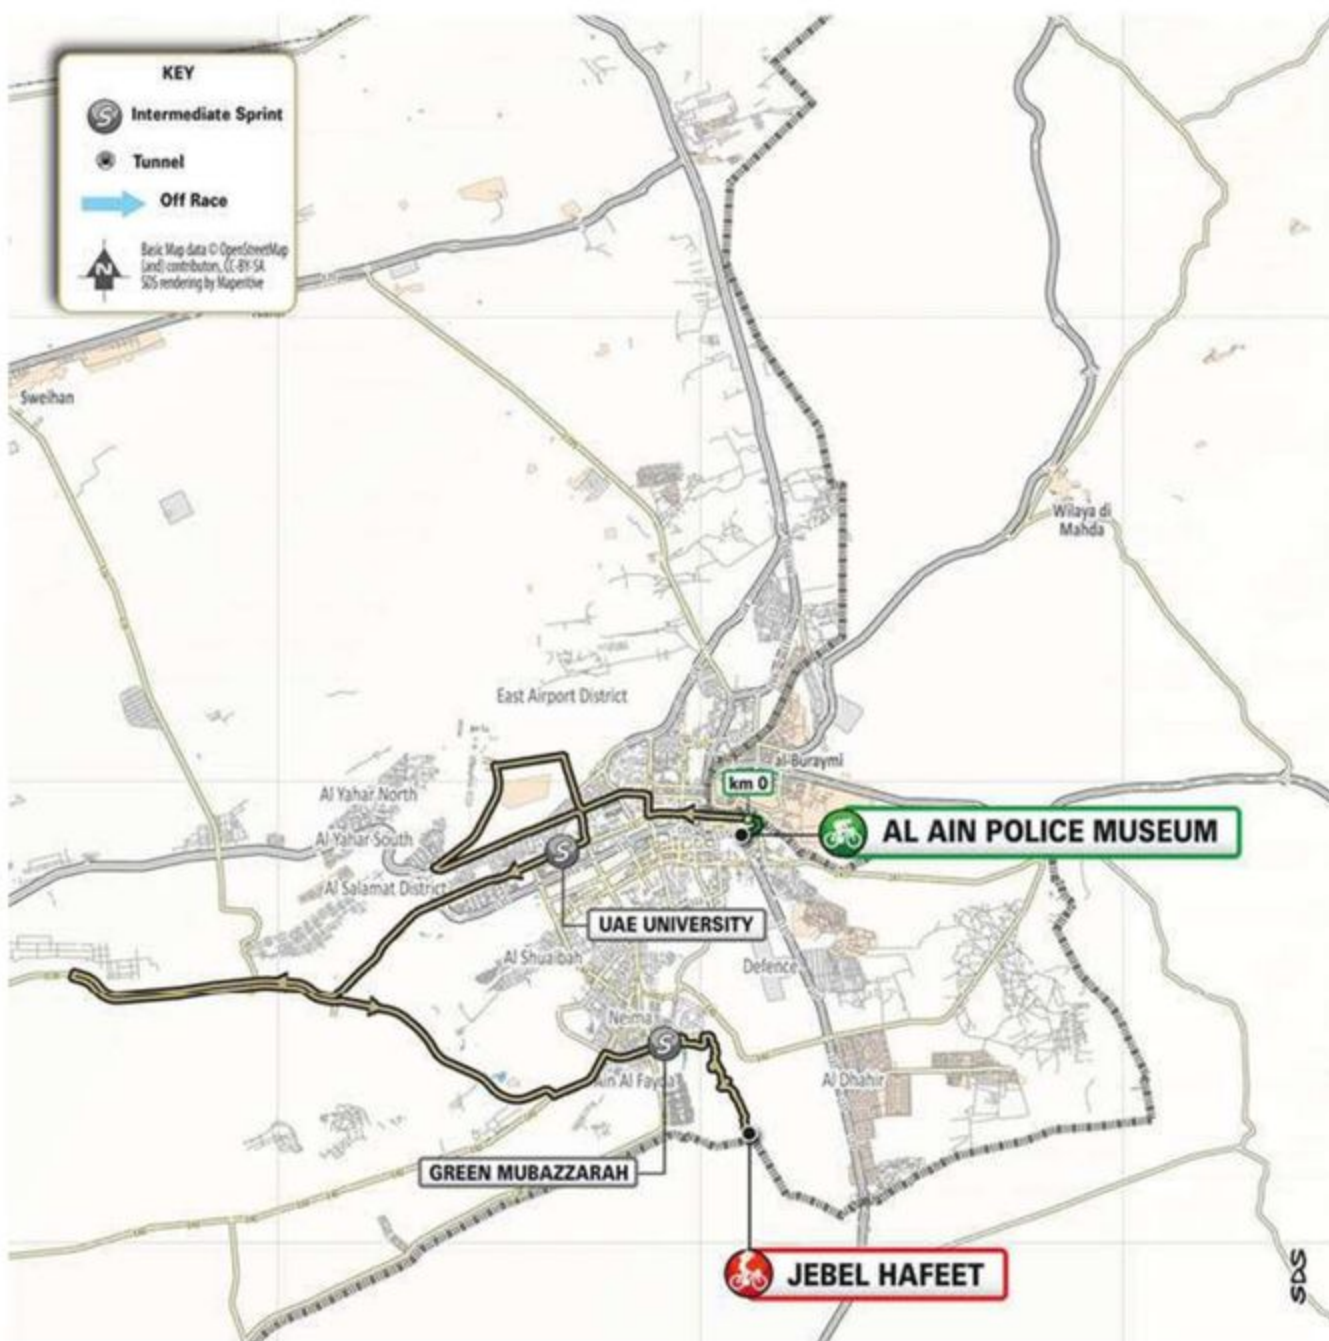 KEY
Intermediate Sprint
Tunnel
Off Race
N
Basic Map data © OpenStreetMap
(and) contributors, CC-BY-SA
SDS rendering by Maperitive
Sweihan
Wilaya di
Mahda
East Airport District
al-Buraymi
km 0
Al Yahar North
AL AIN POLICE MUSEUM
Al Yahar South
S
Al Salamat District
UAE UNIVERSITY
Al Shuaibah
Defence
Neima
S
Ain Al Fayda
Al Dhahir
GREEN MUBAZZARAH
JEBEL HAFEET
SDS